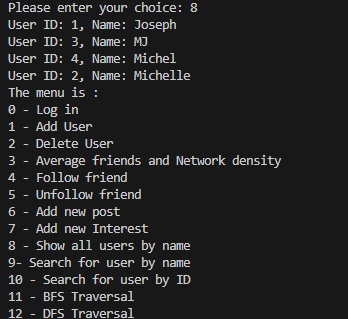 Please enter your choice: 8
User ID: 1, Name: Joseph
User ID: 3, Name: MJ
User ID: 4, Name: Michel
User ID: 2, Name: Michelle
The menu is :
0 - Log in
1 - Add User
2 - Delete User
3 - Average friends and Network density
4 - Follow friend
5 - Unfollow friend
6 - Add new post
7 - Add new Interest
8 - Show all users by name
9- Search for user by name
10 - Search for user by ID
11 - BFS Traversal
12 - DFS Traversal